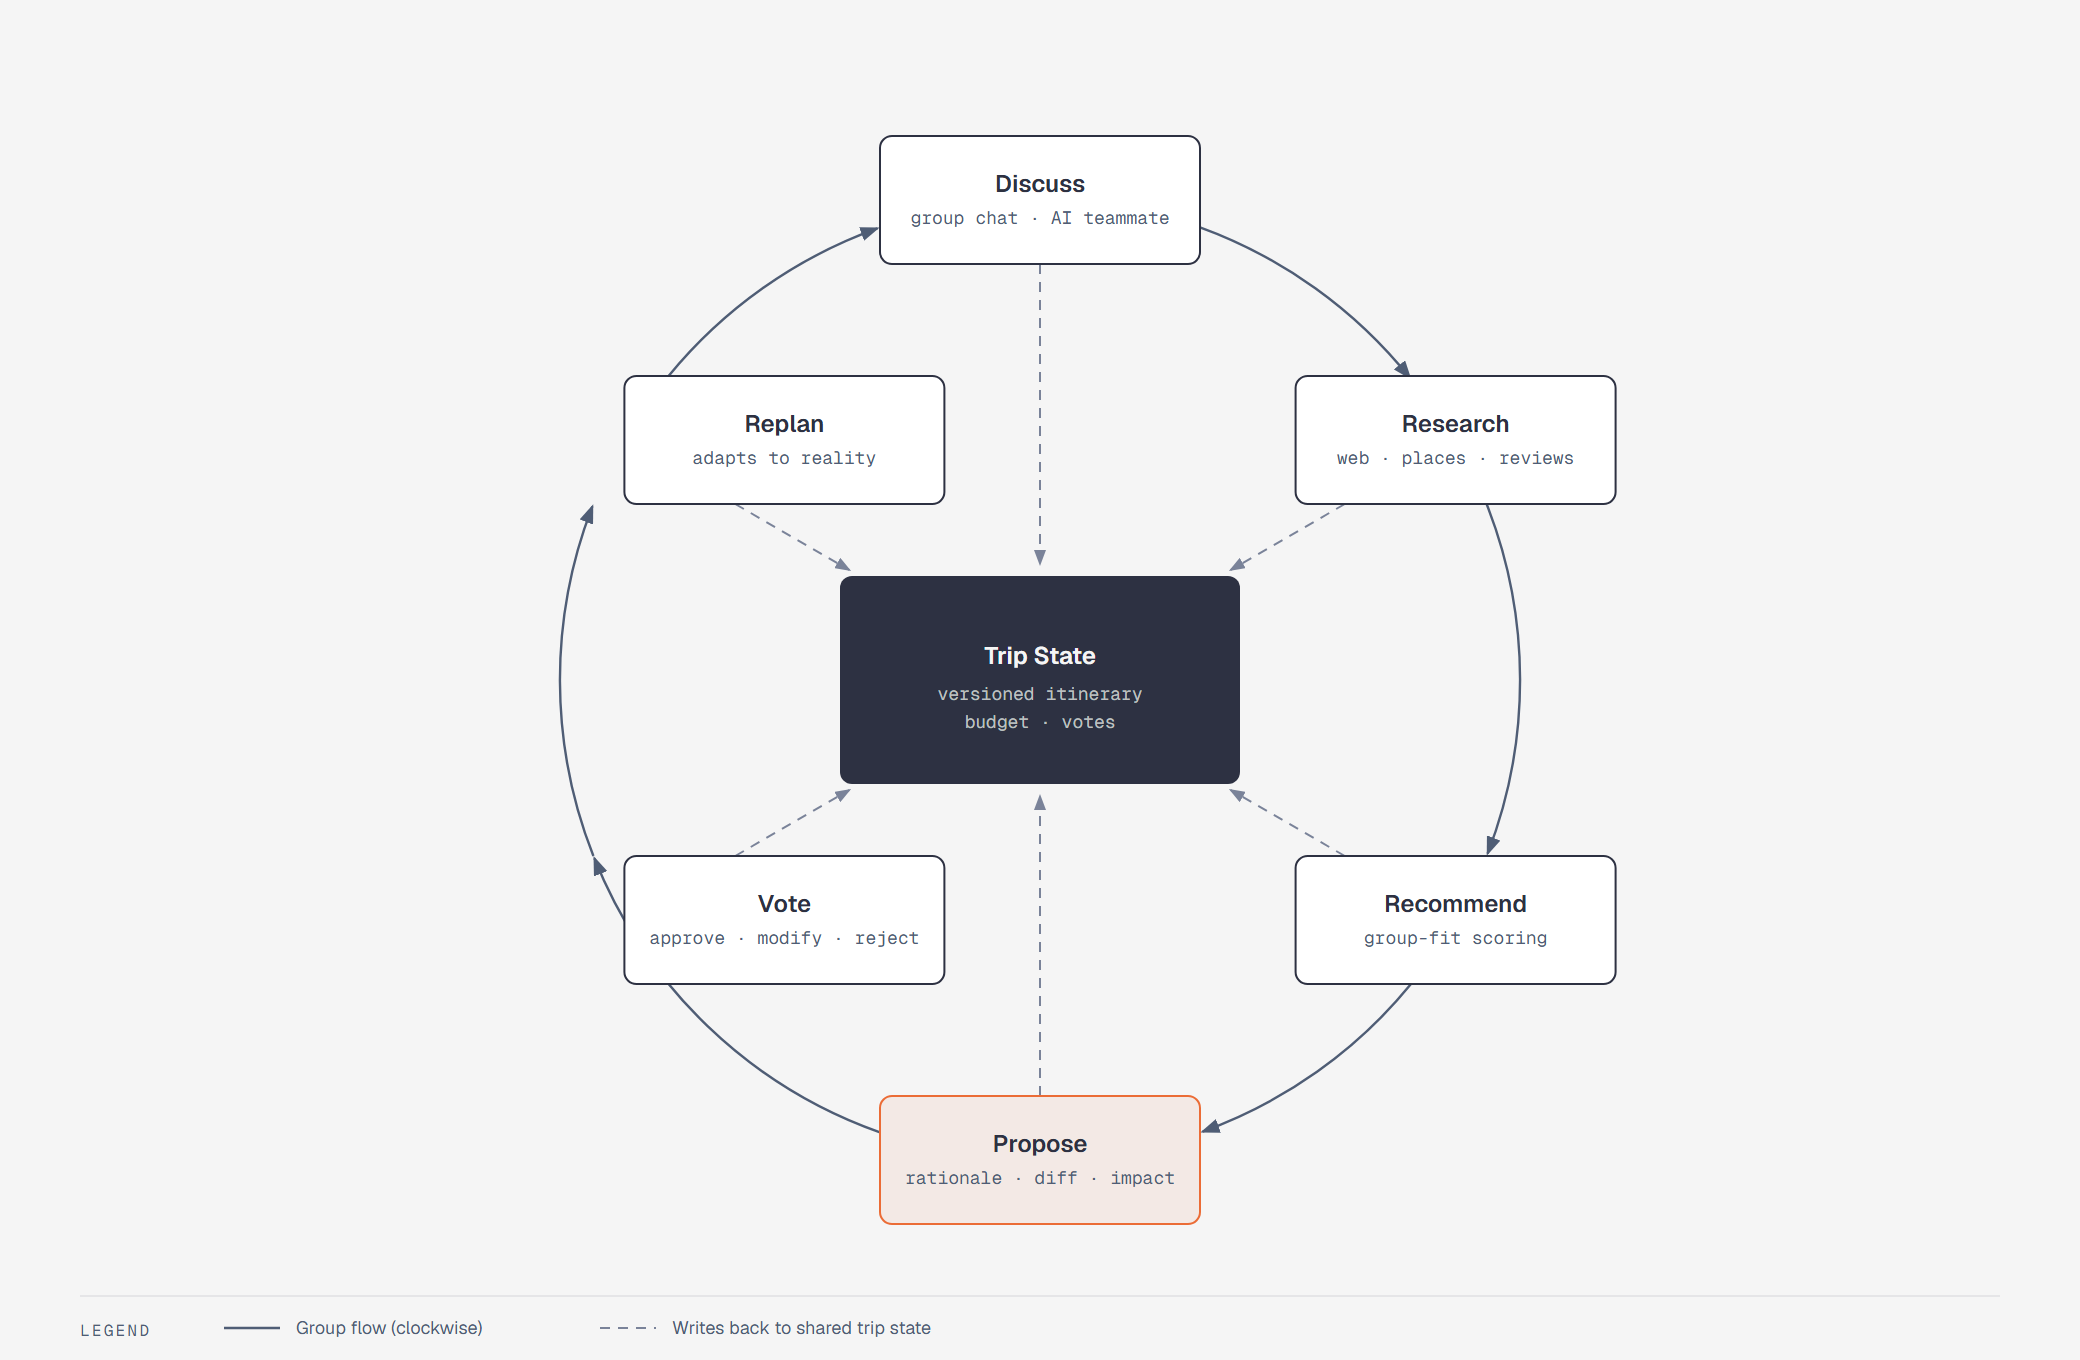 Discuss
group chat · AI teammate
Replan
adapts to reality
Research
web · places · reviews
Trip State
versioned itinerary
budget · votes
Vote
approve · modify · reject
Recommend
group-fit scoring
Propose
rationale · diff · impact
LEGEND
Group flow (clockwise)
Writes back to shared trip state